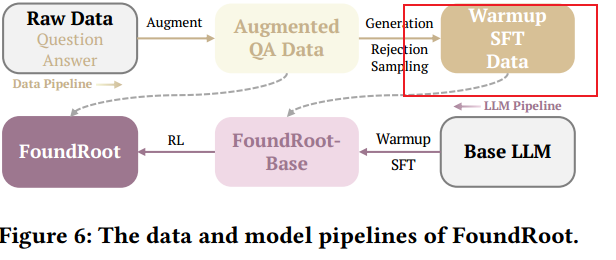 Raw Data
Question
Answer
Augment
Augmented
QA Data
Generation
Rejection
Sampling
Warmup
SFT
Data
Data Pipeline
LLM Pipeline
FoundRoot
RL
FoundRoot-
Base
Warmup
SFT
Base LLM
Figure 6: The data and model pipelines of FoundRoot.